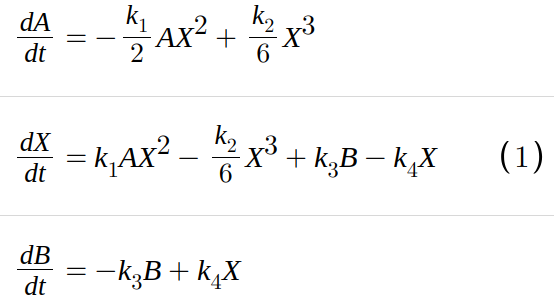 dA/dt = − k₁/2 AX² + k₂/6 X³
dX/dt = k₁AX² − k₂/6 X³ + k₃B − k₄X (1)
dB/dt = −k₃B + k₄X